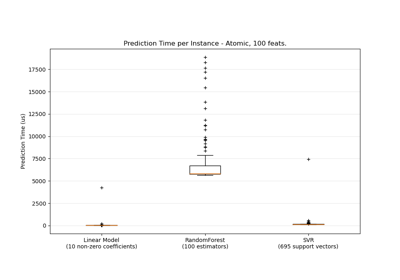 Prediction Time per Instance - Atomic, 100 feats.
17500
15000
12500
10000
7500
5000
2500
0
Prediction Time (us)
Linear Model
(10 non-zero coefficients)
RandomForest
(100 estimators)
SVR
(695 support vectors)